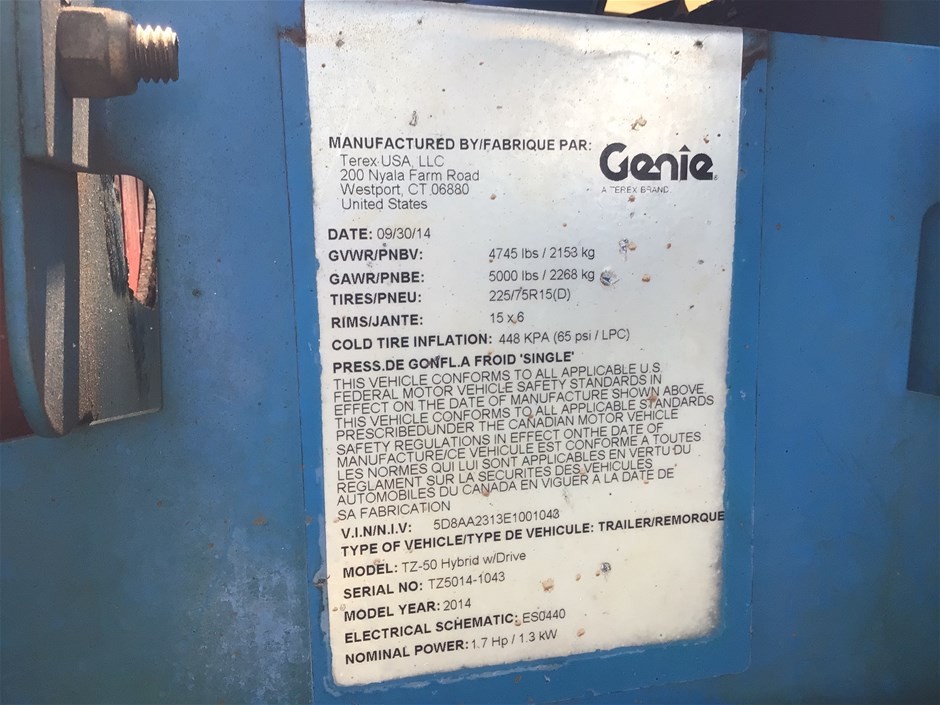 MANUFACTURED BY/FABRIQUE PAR:
Terex USA, LLC
200 Nyala Farm Road
Westport, CT 06880
United States
Genie
A TEREX BRAND
DATE: 09/30/14
GVWR/PNBV: 4745 lbs / 2153 kg
GAWR/PNBE: 5000 lbs / 2268 kg
TIRES/PNEU: 225/75R15(D)
RIMS/JANTE: 15 x 6
COLD TIRE INFLATION: 448 KPA (65 psi / LPC)
PRESS.DE GONFL.A FROID 'SINGLE'
THIS VEHICLE CONFORMS TO ALL APPLICABLE U.S.
FEDERAL MOTOR VEHICLE SAFETY STANDARDS IN
EFFECT ON THE DATE OF MANUFACTURE SHOWN ABOVE
THIS VEHICLE CONFORMS TO ALL APPLICABLE STANDARDS
PRESCRIBEDUNDER THE CANADIAN MOTOR VEHICLE
SAFETY REGULATIONS IN EFFECT ONTHE DATE OF
MANUFACTURE/CE VEHICULE EST CONFORME A TOUTES
LES NORMES QUI LUI SONT APPLICABLES EN VERTU DU
REGLAMENT SUR LA SECURITES DES VEHICULES
AUTOMOBILES DU CANADA EN VIGUER A LA DATE DE
SA FABRICATION
V.I.N/N.I.V: 5D8AA2313E1001043
TYPE OF VEHICLE/TYPE DE VEHICULE: TRAILER/REMORQUE
MODEL: TZ-50 Hybrid w/Drive
SERIAL NO: TZ5014-1043
MODEL YEAR: 2014
ELECTRICAL SCHEMATIC: ES0440
NOMINAL POWER: 1.7 Hp / 1.3 kW